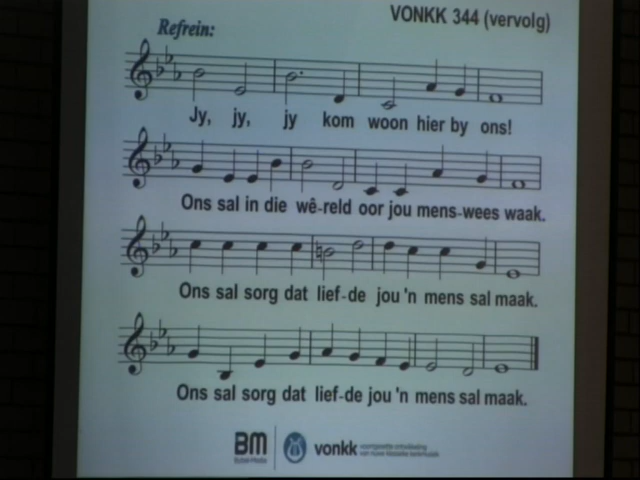 VONKK 344 (vervolg)
Refrein:
Jy, jy, jy kom woon hier by ons!
Ons sal in die wê-reld oor jou mens-wees waak.
Ons sal sorg dat lief-de jou 'n mens sal maak.
Ons sal sorg dat lief-de jou 'n mens sal maak.
BM
vonkk